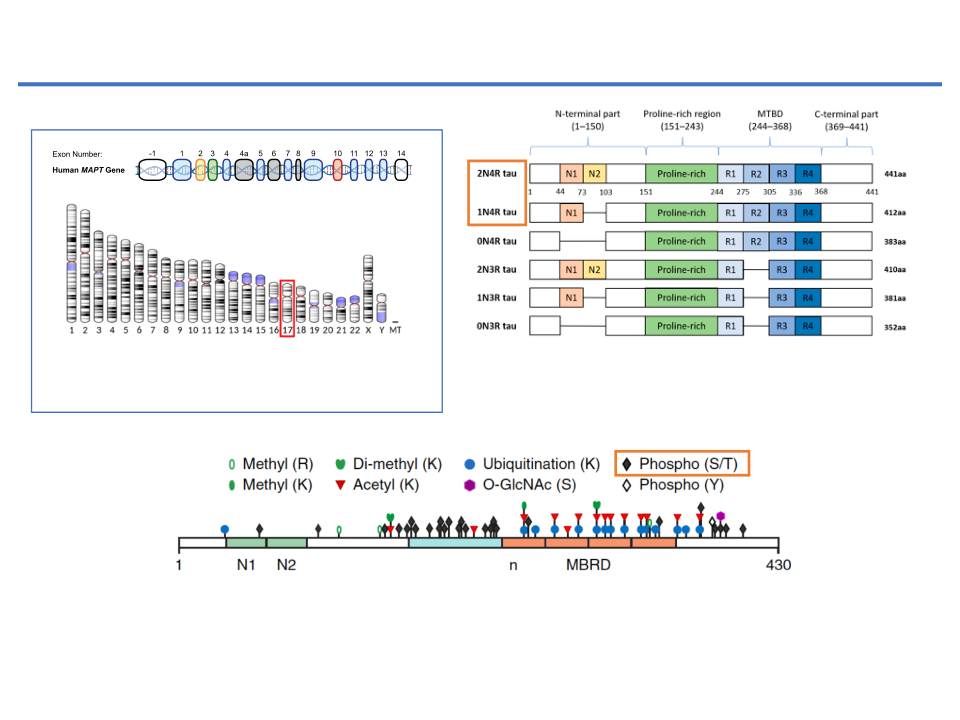 Exon Number: -1 1 2 3 4 4a 5 6 7 8 9 10 11 12 13 14
Human MAPT Gene
1 2 3 4 5 6 7 8 9 10 11 12 13 14 15 16 17 18 19 20 21 22 X Y MT
N-terminal part Proline-rich region MTBD C-terminal part
(1–150) (151–243) (244–368) (369–441)
2N4R tau N1 N2 Proline-rich R1 R2 R3 R4 441aa
1 44 73 103 151 244 275 305 336 368 441
1N4R tau N1 Proline-rich R1 R2 R3 R4 412aa
0N4R tau Proline-rich R1 R2 R3 R4 383aa
2N3R tau N1 N2 Proline-rich R1 R3 R4 410aa
1N3R tau N1 Proline-rich R1 R3 R4 381aa
0N3R tau Proline-rich R1 R3 R4 352aa
Methyl (R) Di-methyl (K) Ubiquitination (K) Phospho (S/T)
Methyl (K) Acetyl (K) O-GlcNAc (S) Phospho (Y)
1 N1 N2 n MBRD 430